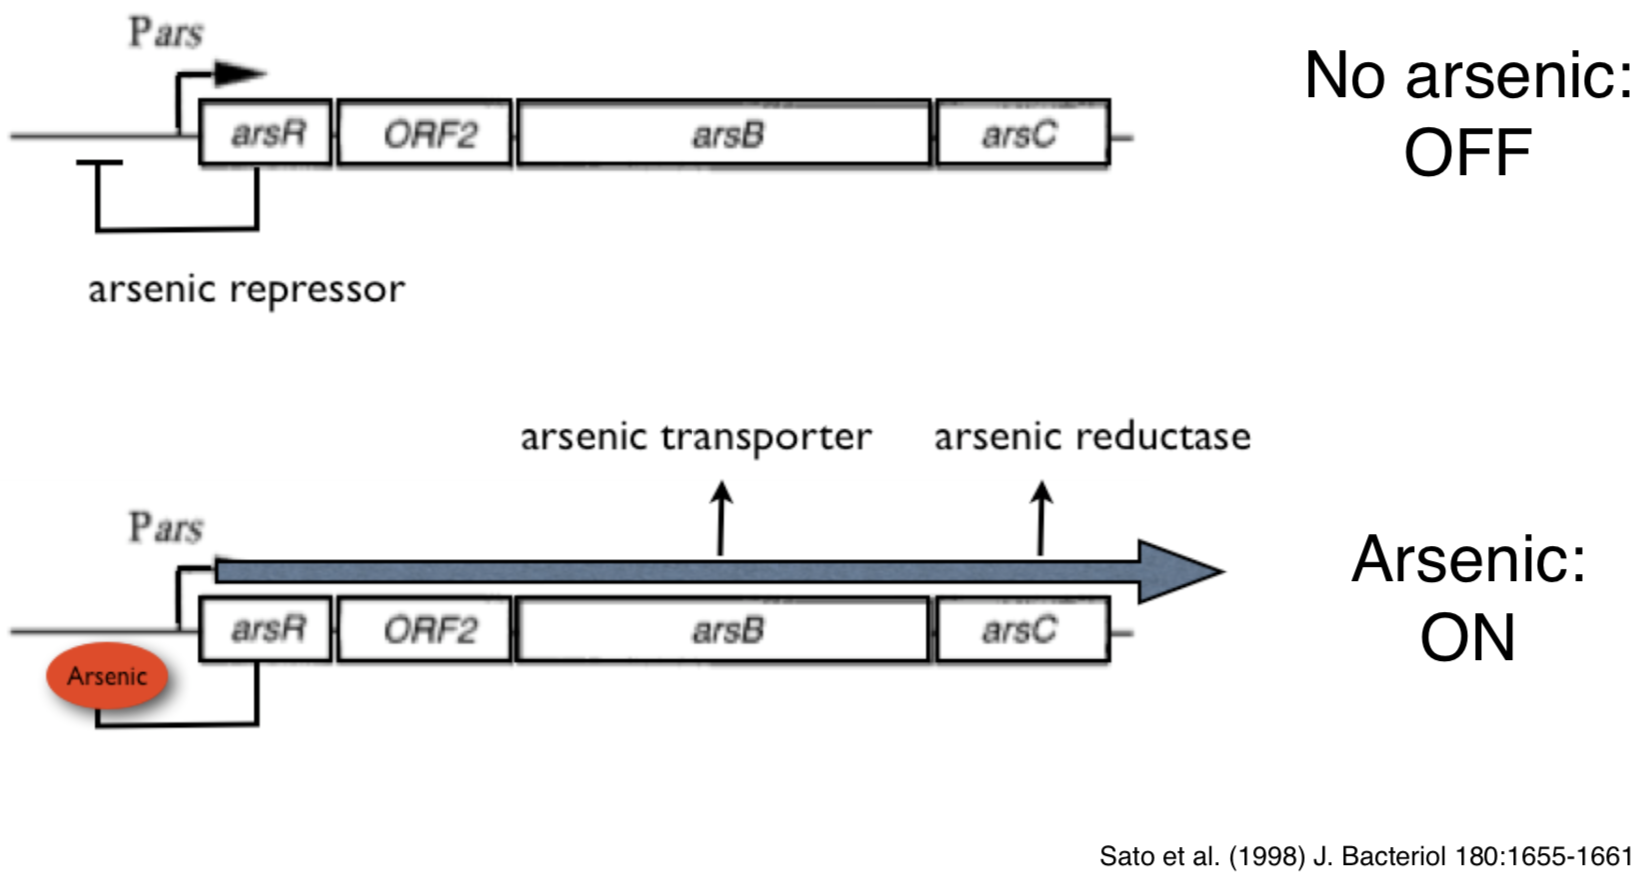 Pars
No arsenic:
OFF
arsR ORF2 arsB arsC
arsenic repressor
arsenic transporter arsenic reductase
Pars
Arsenic:
ON
arsR ORF2 arsB arsC
Arsenic
Sato et al. (1998) J. Bacteriol 180:1655-1661